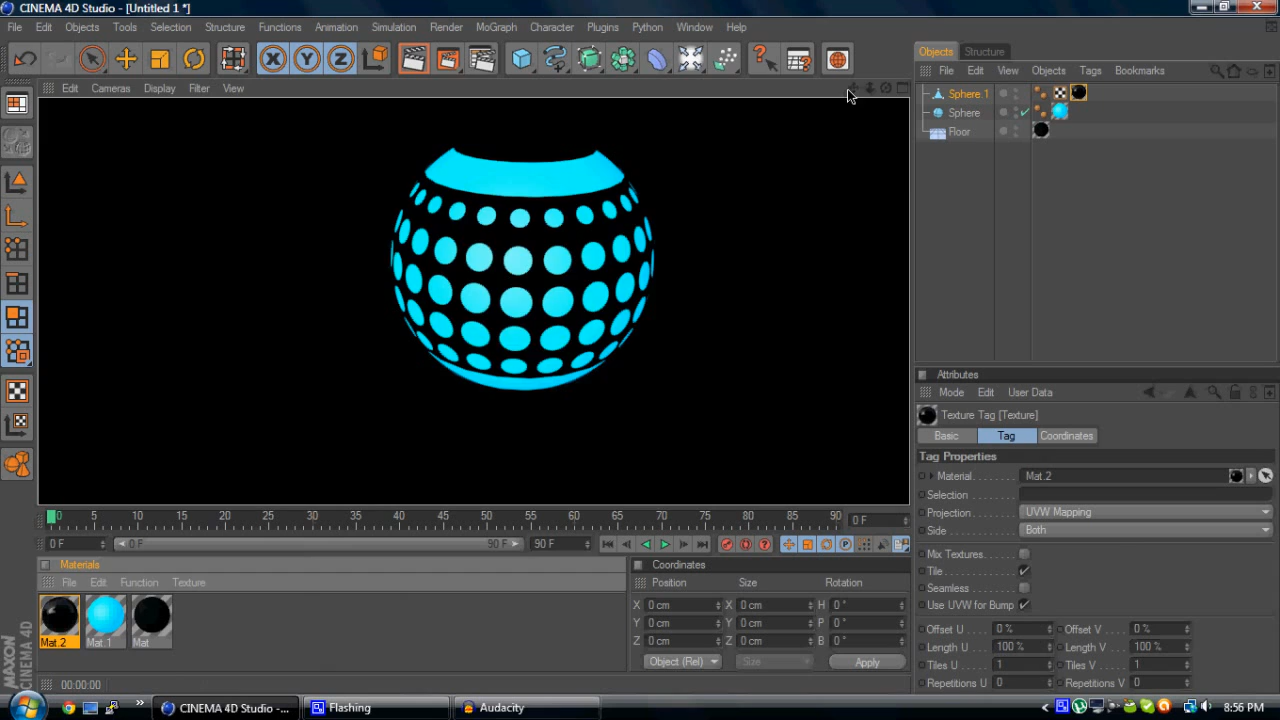 CINEMA 4D Studio - [Untitled 1 *]
File Edit Objects Tools Selection Structure Functions Animation Simulation Render MoGraph Character Plugins Python Window Help
X Y Z
Objects Structure
File Edit View Objects Tags Bookmarks
Edit Cameras Display Filter View
Sphere.1
Sphere
Floor
Attributes
Mode Edit User Data
Texture Tag [Texture]
Basic Tag Coordinates
Tag Properties
Material Mat.2
Selection
Projection UVW Mapping
Side Both
Mix Textures
Tile
Seamless
Use UVW for Bump
Offset U 0 % Offset V 0 %
Length U 100 % Length V 100 %
Tiles U 1 Tiles V 1
Repetitions U 0 Repetitions V 0
0 5 10 15 20 25 30 35 40 45 50 55 60 65 70 75 80 85 90 0 F
0 F 0 F 90 F 90 F
Materials
File Edit Function Texture
Mat.2 Mat.1 Mat
Coordinates
Position Size Rotation
X 0 cm X 0 cm H 0 °
Y 0 cm Y 0 cm P 0 °
Z 0 cm Z 0 cm B 0 °
Object (Rel) Size Apply
MAXON
CINEMA 4D
00:00:00
CINEMA 4D Studio -... Flashing Audacity 8:56 PM